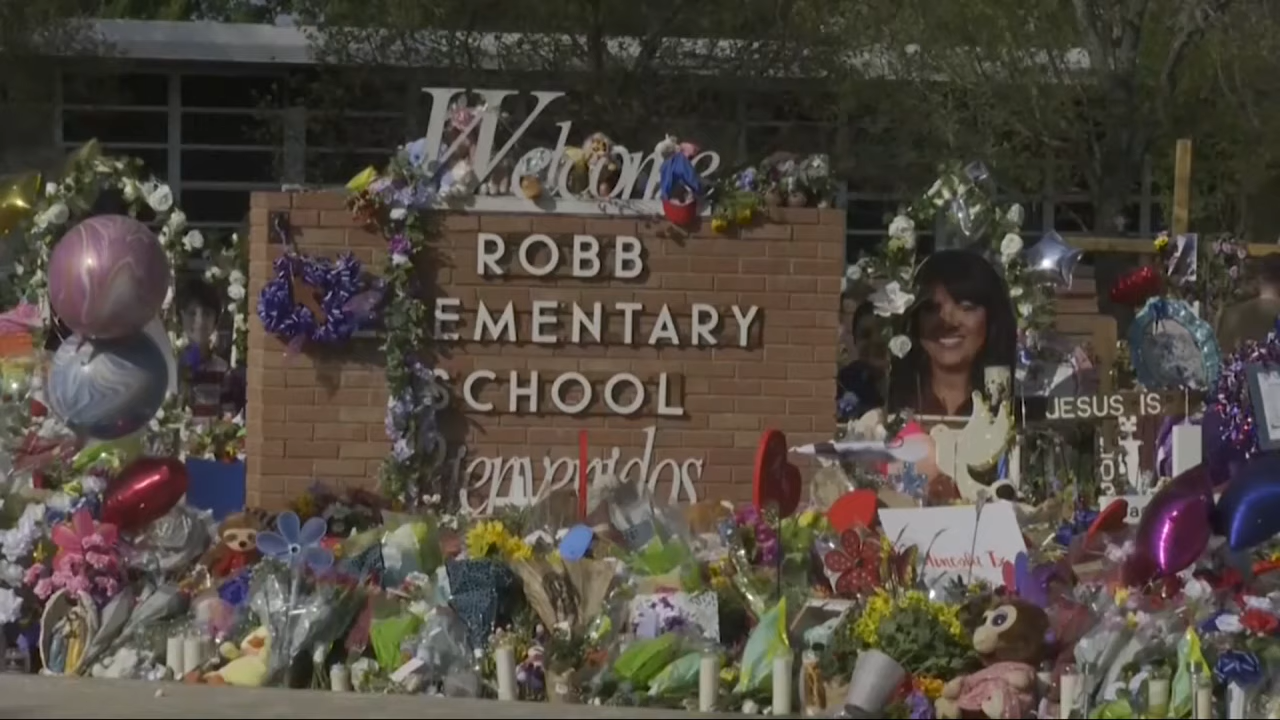 Welcome
ROBB
EMENTARY
SCHOOL
Bienvenidos
JESUS IS